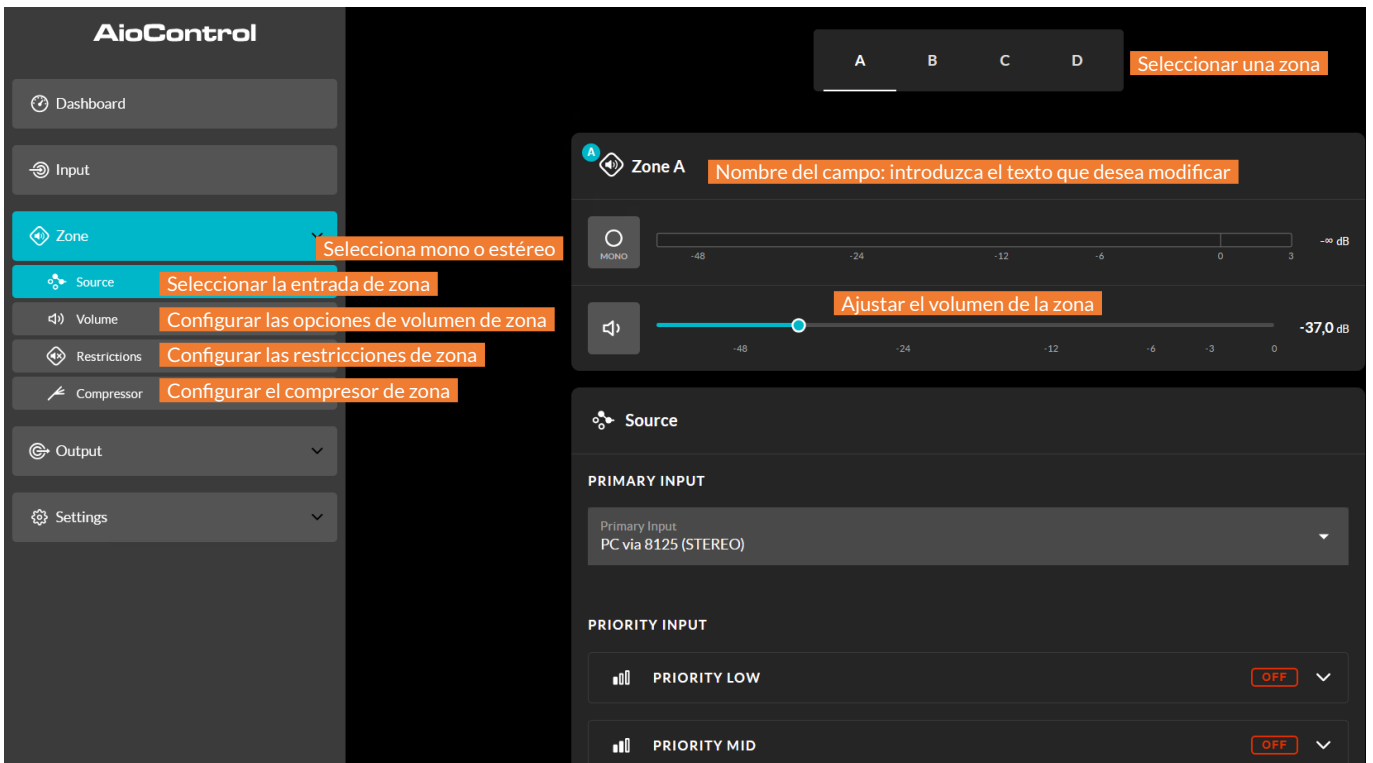 AioControl
Dashboard
Input
Zone
Selecciona mono o estéreo
Source
Seleccionar la entrada de zona
Volume
Configurar las opciones de volumen de zona
Restrictions
Configurar las restricciones de zona
Compressor
Configurar el compresor de zona
Output
Settings
A B C D
Seleccionar una zona
A
Zone A
Nombre del campo: introduzca el texto que desea modificar
MONO
-48 -24 -12 -6 0 3
-∞ dB
Ajustar el volumen de la zona
-37,0 dB
-48 -24 -12 -6 -3 0
Source
PRIMARY INPUT
Primary Input
PC via 8125 (STEREO)
PRIORITY INPUT
PRIORITY LOW OFF
PRIORITY MID OFF